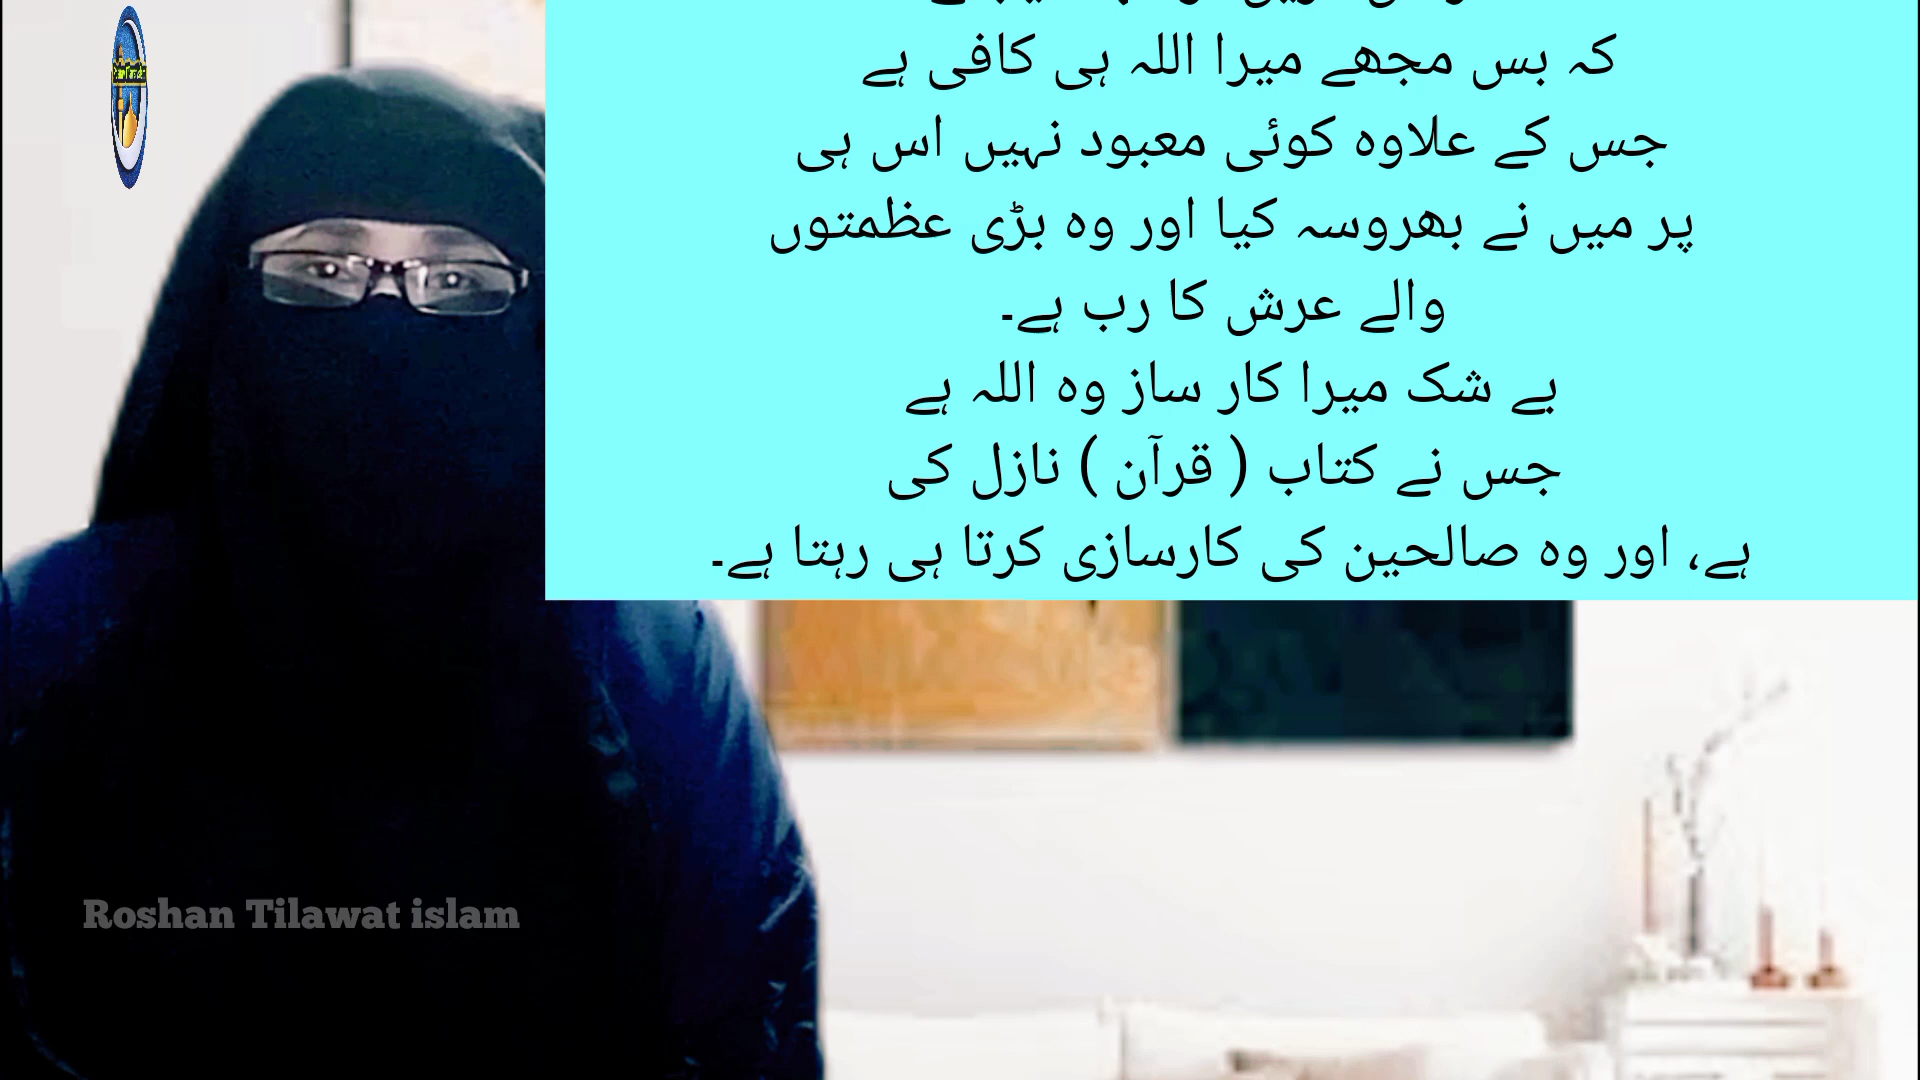 کہ بس مجھے میرا اللہ ہی کافی ہے
جس کے علاوہ کوئی معبود نہیں اس ہی
پر میں نے بھروسہ کیا اور وہ بڑی عظمتوں
والے عرش کا رب ہے۔
بے شک میرا کار ساز وہ اللہ ہے
جس نے کتاب ( قرآن ) نازل کی
ہے، اور وہ صالحین کی کارسازی کرتا ہی رہتا ہے۔
Roshan Tilawat islam